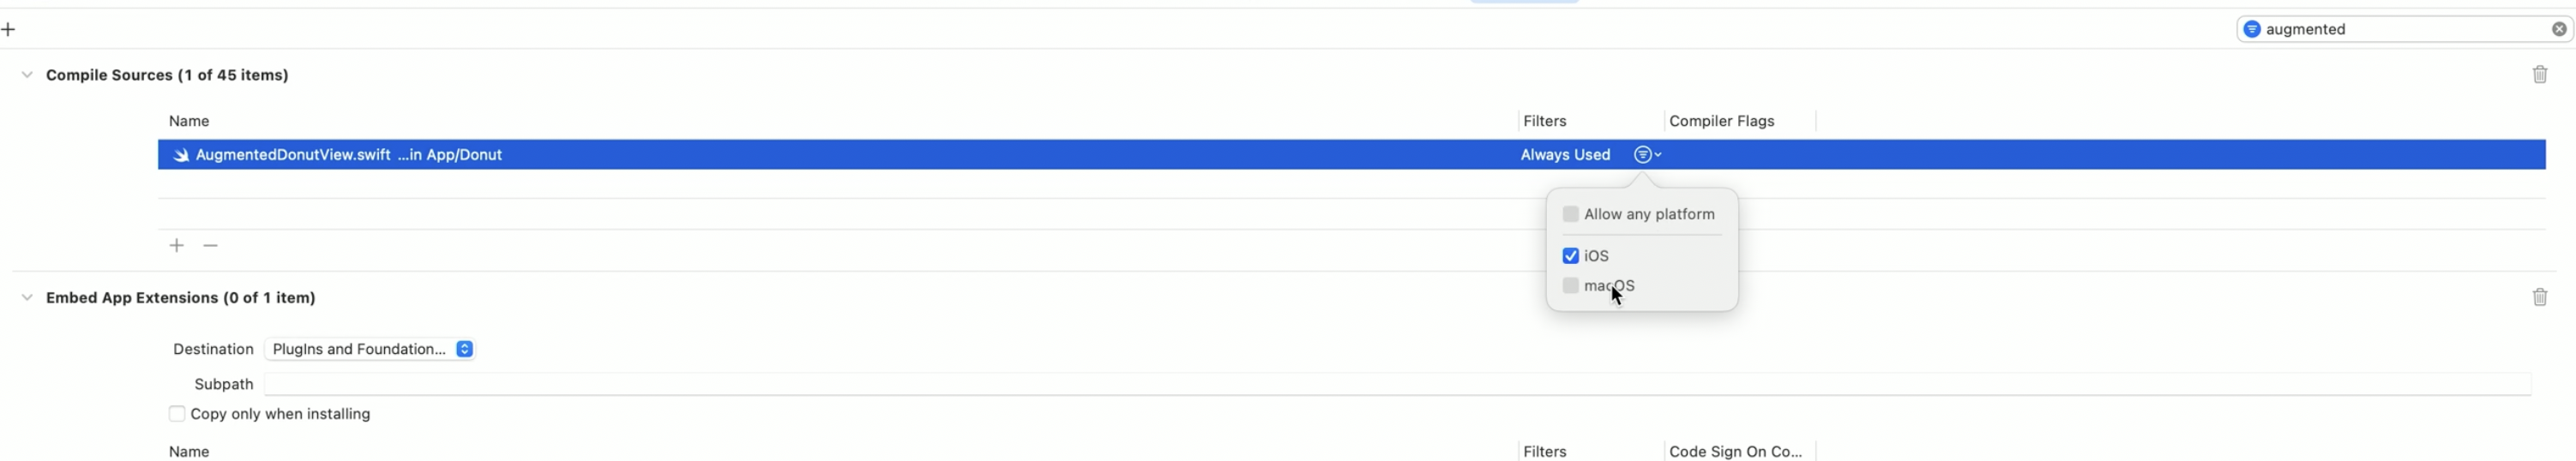 augmented
Compile Sources (1 of 45 items)
Name Filters Compiler Flags
AugmentedDonutView.swift ...in App/Donut Always Used
Allow any platform
iOS
macOS
Embed App Extensions (0 of 1 item)
Destination PlugIns and Foundation...
Subpath
Copy only when installing
Name Filters Code Sign On Co...